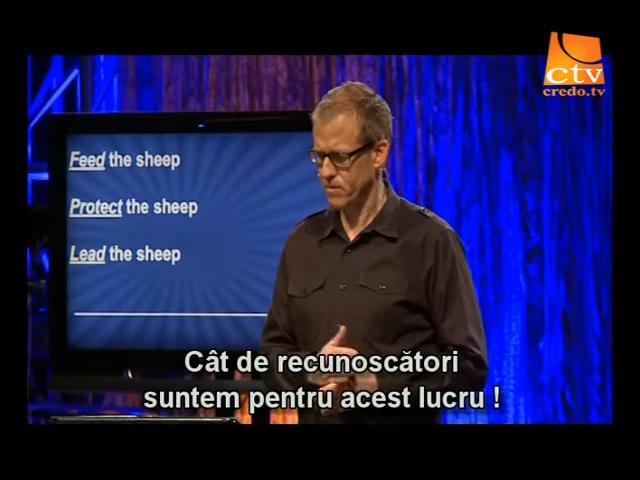 ctv
credo.tv
Feed the sheep
Protect the sheep
Lead the sheep
Cât de recunoscători
suntem pentru acest lucru !